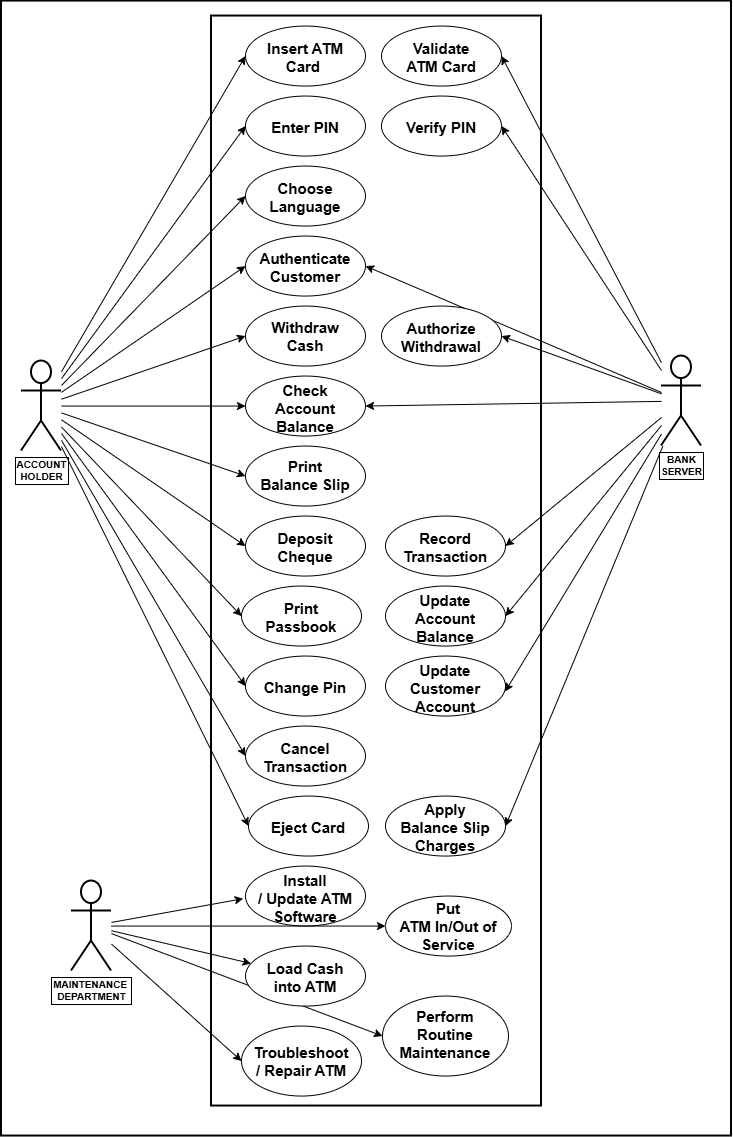 Insert ATM
Card
Validate
ATM Card
Enter PIN
Verify PIN
Choose
Language
Authenticate
Customer
Withdraw
Cash
Authorize
Withdrawal
Check
Account
Balance
ACCOUNT
HOLDER
BANK
SERVER
Print
Balance Slip
Deposit
Cheque
Record
Transaction
Print
Passbook
Update
Account
Balance
Change Pin
Update
Customer
Account
Cancel
Transaction
Eject Card
Apply
Balance Slip
Charges
Install
/ Update ATM
Software
Put
ATM In/Out of
Service
MAINTENANCE
DEPARTMENT
Load Cash
into ATM
Perform
Routine
Maintenance
Troubleshoot
/ Repair ATM